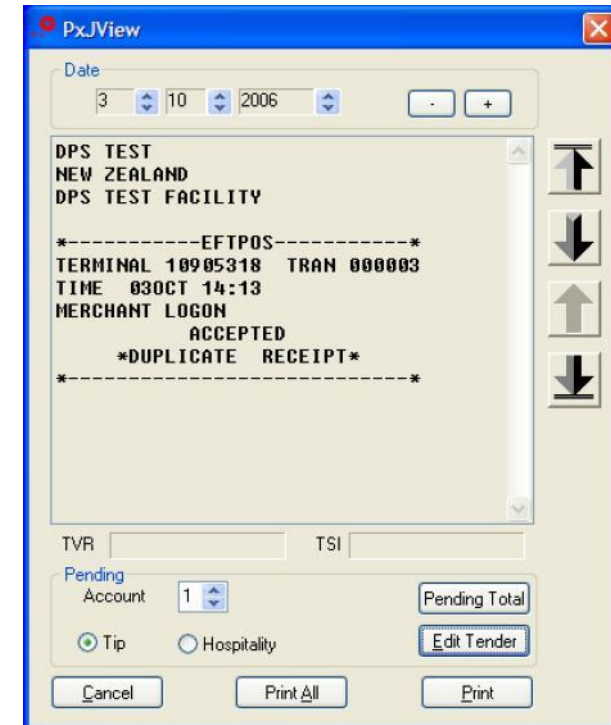 PxJView
Date
3 10 2006 - +
DPS TEST
NEW ZEALAND
DPS TEST FACILITY
*-----------EFTPOS-----------*
TERMINAL 10905318 TRAN 000003
TIME 03OCT 14:13
MERCHANT LOGON
ACCEPTED
*DUPLICATE RECEIPT*
*----------------------------*
TVR TSI
Pending
Account 1 Pending Total
Tip Hospitality Edit Tender
Cancel Print All Print